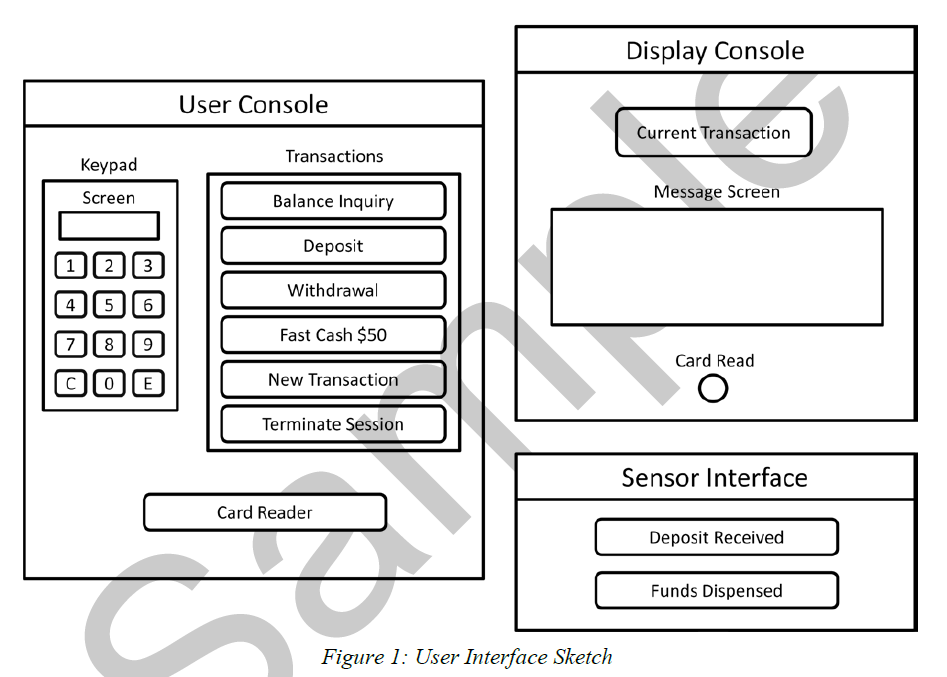 User Console
Keypad
Screen
1 2 3
4 5 6
7 8 9
C 0 E
Transactions
Balance Inquiry
Deposit
Withdrawal
Fast Cash $50
New Transaction
Terminate Session
Card Reader
Display Console
Current Transaction
Message Screen
Card Read
Sensor Interface
Deposit Received
Funds Dispensed
Figure 1: User Interface Sketch
Sample